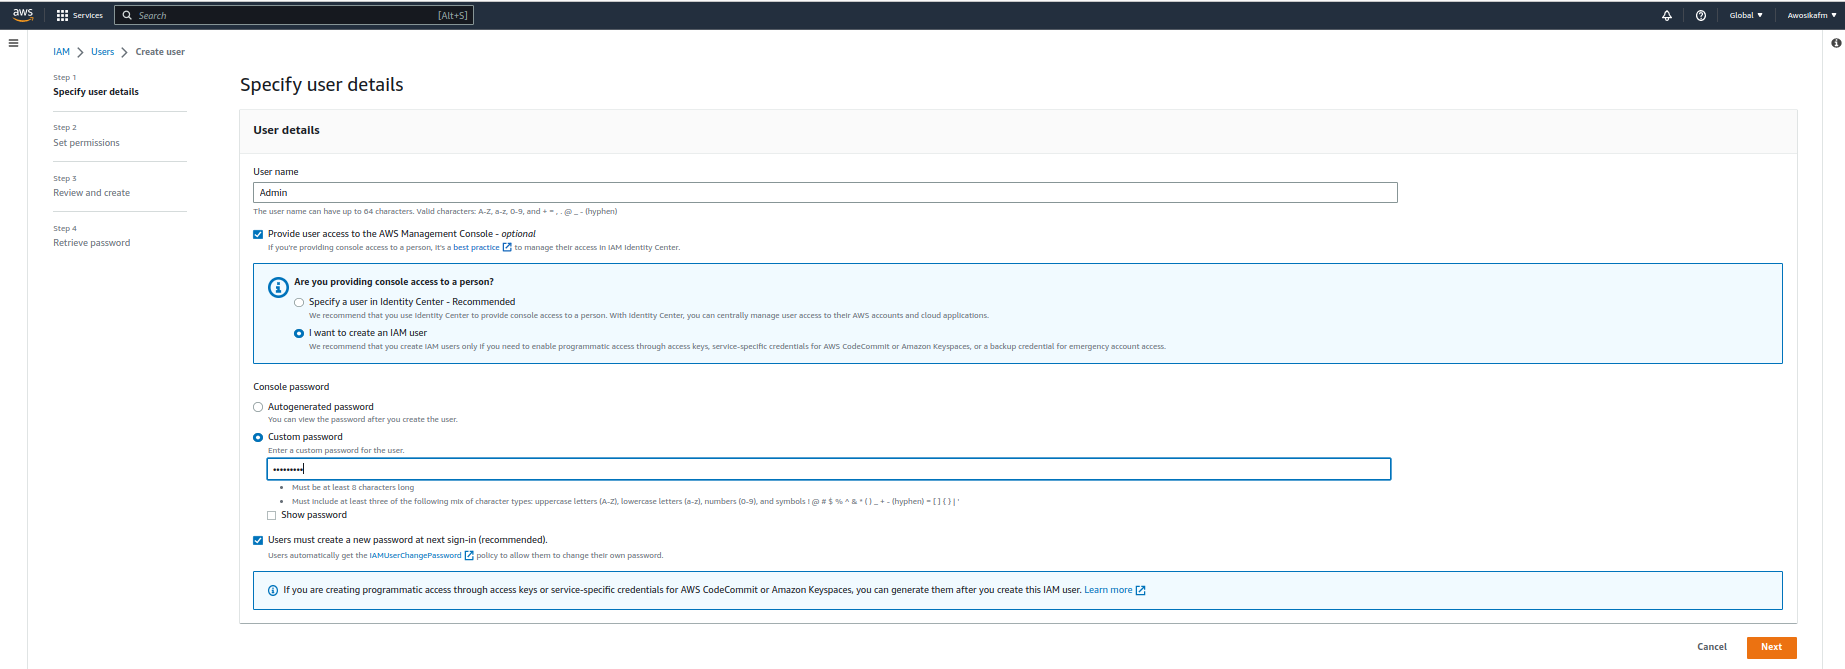 aws
Services
Search
[Alt+S]
Global
Awosikafm
IAM
Users
Create user
Step 1
Specify user details
Step 2
Set permissions
Step 3
Review and create
Step 4
Retrieve password
Specify user details
User details
User name
Admin
The user name can have up to 64 characters. Valid characters: A-Z, a-z, 0-9, and + = , . @ _ - (hyphen)
Provide user access to the AWS Management Console - optional
If you're providing console access to a person, it's a best practice to manage their access in IAM Identity Center.
Are you providing console access to a person?
Specify a user in Identity Center - Recommended
We recommend that you use Identity Center to provide console access to a person. With Identity Center, you can centrally manage user access to their AWS accounts and cloud applications.
I want to create an IAM user
We recommend that you create IAM users only if you need to enable programmatic access through access keys, service-specific credentials for AWS CodeCommit or Amazon Keyspaces, or a backup credential for emergency account access.
Console password
Autogenerated password
You can view the password after you create the user.
Custom password
Enter a custom password for the user.
•••••••••
• Must be at least 8 characters long
• Must include at least three of the following mix of character types: uppercase letters (A-Z), lowercase letters (a-z), numbers (0-9), and symbols ! @ # $ % ^ & * ( ) _ + - (hyphen) = [ ] { } | '
Show password
Users must create a new password at next sign-in (recommended).
Users automatically get the IAMUserChangePassword policy to allow them to change their own password.
If you are creating programmatic access through access keys or service-specific credentials for AWS CodeCommit or Amazon Keyspaces, you can generate them after you create this IAM user. Learn more
Cancel
Next